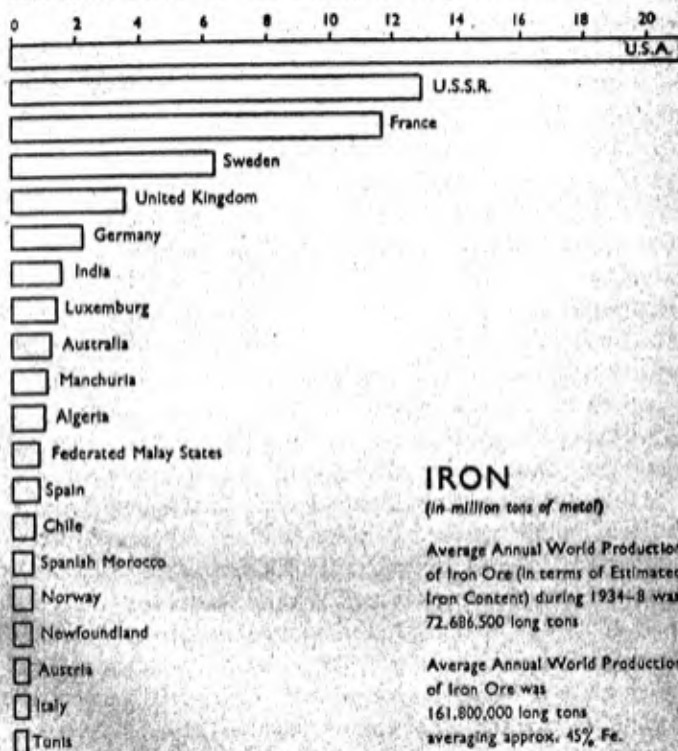 0 2 4 6 8 10 12 14 16 18 20
U.S.A.
U.S.S.R.
France
Sweden
United Kingdom
Germany
India
Luxemburg
Australia
Manchuria
Algeria
Federated Malay States
Spain
Chile
Spanish Morocco
Norway
Newfoundland
Austria
Italy
Tunis
IRON
(in million tons of metal)
Average Annual World Production
of Iron Ore (in terms of Estimated
Iron Content) during 1934–8 was
72,686,500 long tons
Average Annual World Production
of Iron Ore was
161,800,000 long tons
averaging approx. 45% Fe.